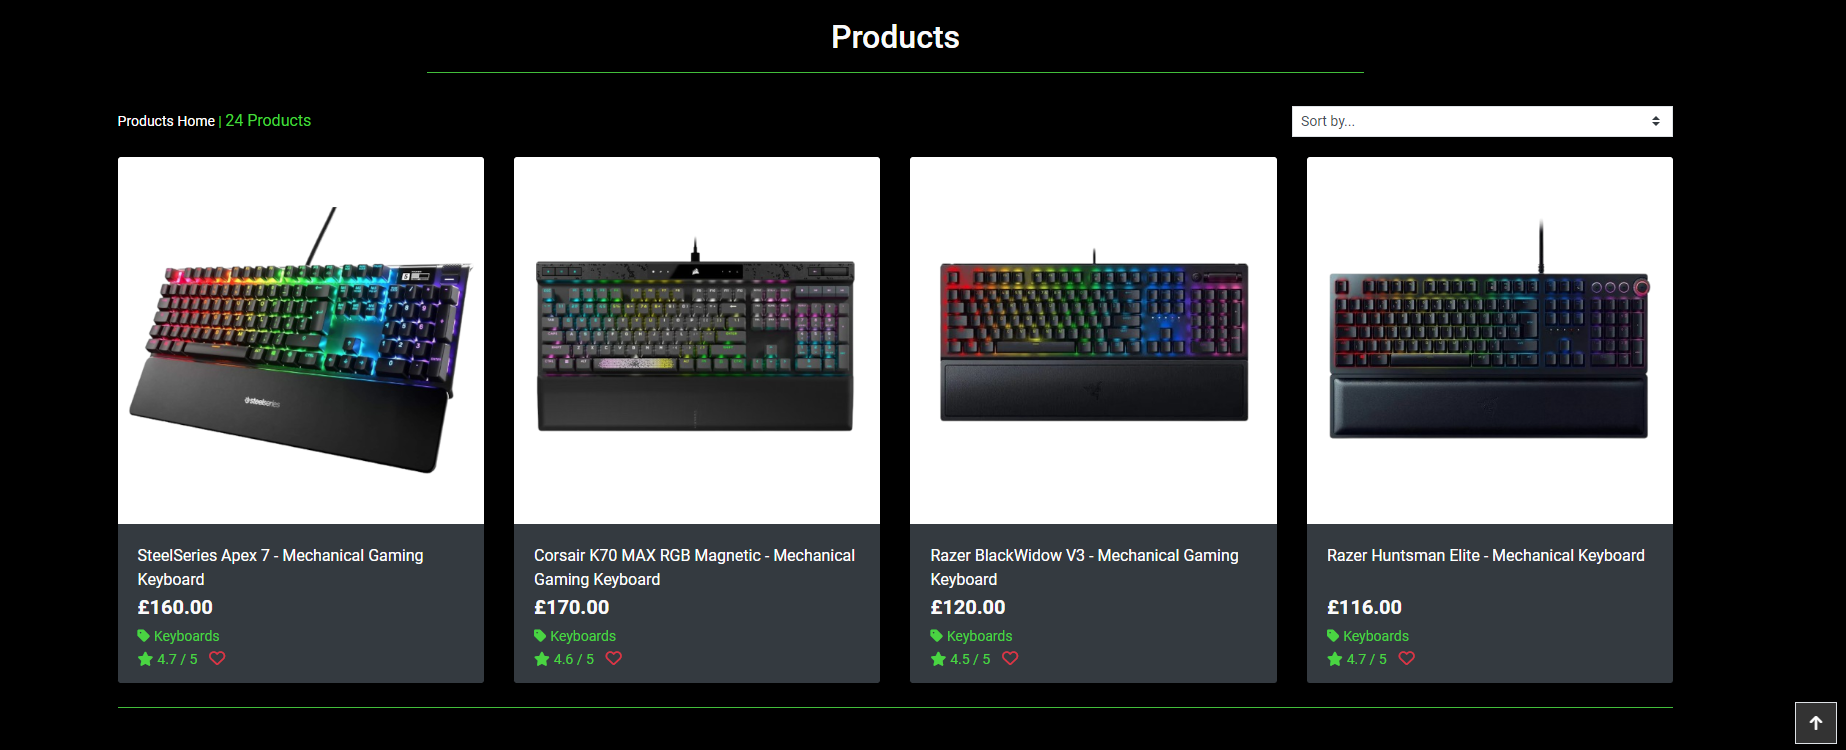 Products
Products Home | 24 Products
Sort by...
steelseries
SteelSeries Apex 7 - Mechanical Gaming
Keyboard
£160.00
Keyboards
4.7 / 5
Corsair K70 MAX RGB Magnetic - Mechanical
Gaming Keyboard
£170.00
Keyboards
4.6 / 5
Razer BlackWidow V3 - Mechanical Gaming
Keyboard
£120.00
Keyboards
4.5 / 5
Razer Huntsman Elite - Mechanical Keyboard
£116.00
Keyboards
4.7 / 5